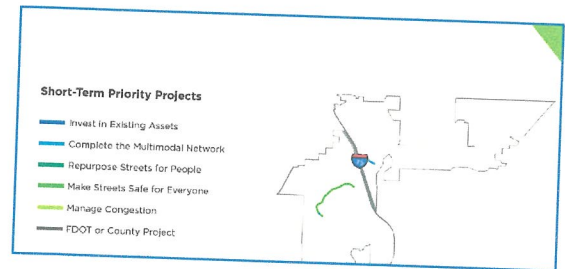 Short-Term Priority Projects
Invest in Existing Assets
Complete the Multimodal Network
Repurpose Streets for People
Make Streets Safe for Everyone
Manage Congestion
FDOT or County Project
75